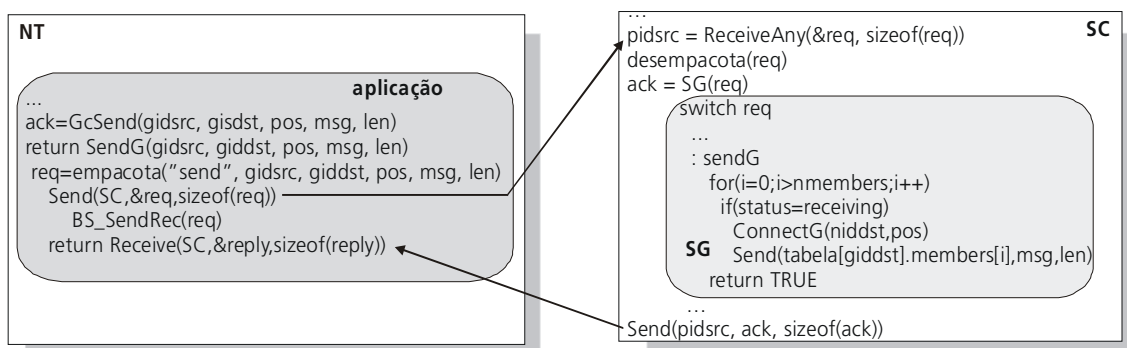 NT
aplicação
...
ack=GcSend(gidsrc, gisdst, pos, msg, len)
return SendG(gidsrc, giddst, pos, msg, len)
req=empacota("send", gidsrc, giddst, pos, msg, len)
Send(SC,&req,sizeof(req))
BS_SendRec(req)
return Receive(SC,&reply,sizeof(reply))
...
SC
pidsrc = ReceiveAny(&req, sizeof(req))
desempacota(req)
ack = SG(req)
switch req
...
: sendG
for(i=0;i>nmembers;i++)
if(status=receiving)
ConnectG(niddst,pos)
SG Send(tabela[giddst].members[i],msg,len)
return TRUE
...
Send(pidsrc, ack, sizeof(ack))